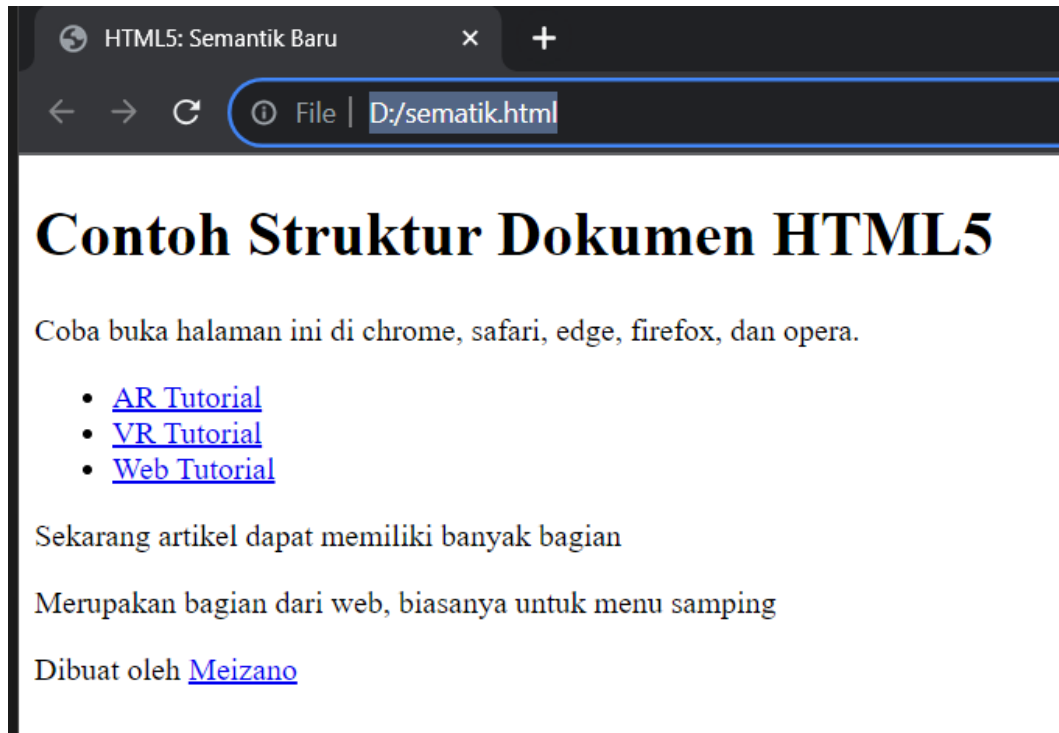 HTML5: Semantik Baru
File D:/sematik.html
Contoh Struktur Dokumen HTML5
Coba buka halaman ini di chrome, safari, edge, firefox, dan opera.
AR Tutorial
VR Tutorial
Web Tutorial
Sekarang artikel dapat memiliki banyak bagian
Merupakan bagian dari web, biasanya untuk menu samping
Dibuat oleh Meizano